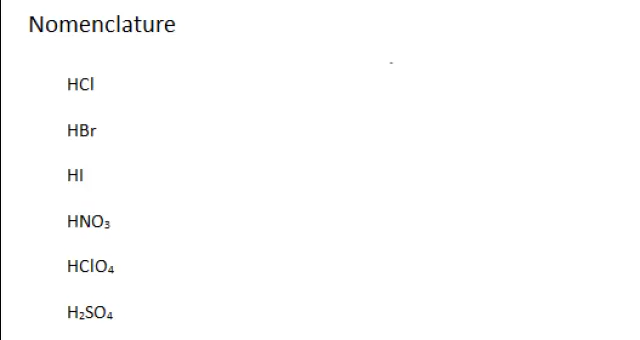 Nomenclature
HCl
HBr
HI
HNO₃
HClO₄
H₂SO₄